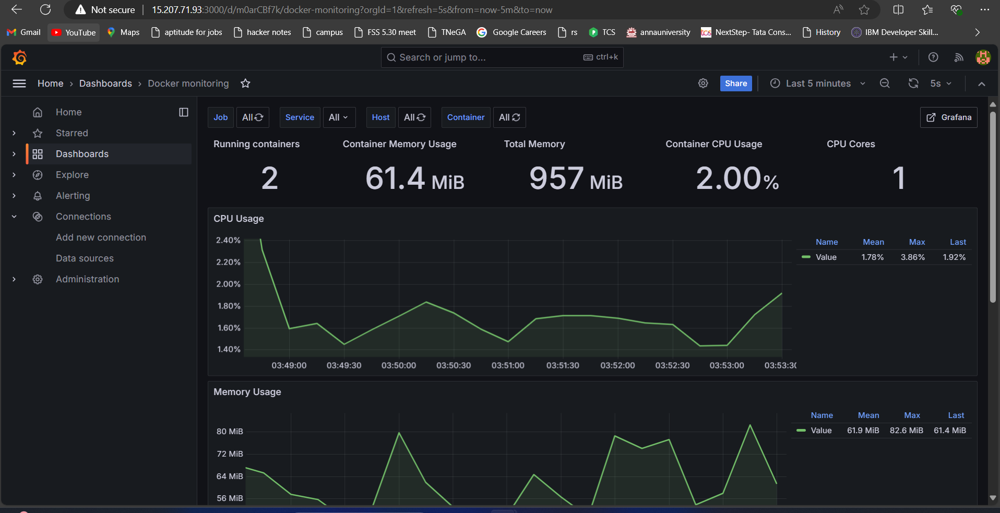 Not secure 15.207.71.93:3000/d/m0arCBf7k/docker-monitoring?orgId=1&refresh=5s&from=now-5m&to=now
Gmail YouTube Maps aptitude for jobs hacker notes campus FSS 5.30 meet TNeGA Google Careers rs TCS annauniversity NextStep- Tata Cons... History IBM Developer Skill...
Search or jump to... ctrl+k
Home › Dashboards › Docker monitoring Share Last 5 minutes 5s
Home
Starred
Dashboards
Explore
Alerting
Connections
Add new connection
Data sources
Administration
Job All Service All Host All Container All Grafana
Running containers Container Memory Usage Total Memory Container CPU Usage CPU Cores
2 61.4 MiB 957 MiB 2.00% 1
CPU Usage
2.40%
2.20%
2.00%
1.80%
1.60%
1.40%
03:49:00 03:49:30 03:50:00 03:50:30 03:51:00 03:51:30 03:52:00 03:52:30 03:53:00 03:53:30
Name Mean Max Last
Value 1.78% 3.86% 1.92%
Memory Usage
80 MiB
72 MiB
64 MiB
56 MiB
Name Mean Max Last
Value 61.9 MiB 82.6 MiB 61.4 MiB